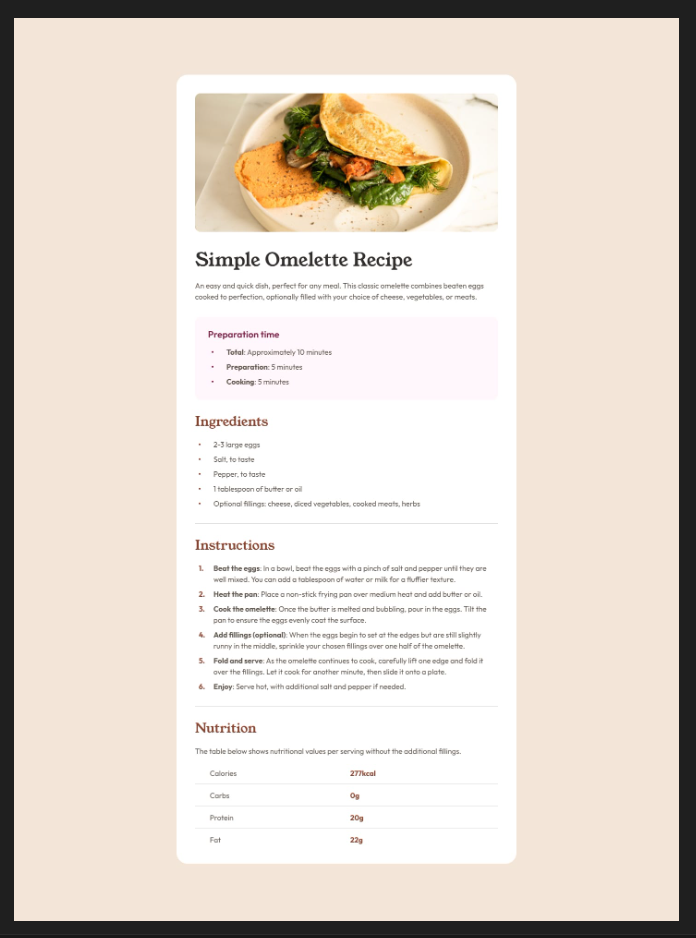 Simple Omelette Recipe
An easy and quick dish, perfect for any meal. This classic omelette combines beaten eggs
cooked to perfection, optionally filled with your choice of cheese, vegetables, or meats.
Preparation time
• Total: Approximately 10 minutes
• Preparation: 5 minutes
• Cooking: 5 minutes
Ingredients
• 2-3 large eggs
• Salt, to taste
• Pepper, to taste
• 1 tablespoon of butter or oil
• Optional fillings: cheese, diced vegetables, cooked meats, herbs
Instructions
1. Beat the eggs: In a bowl, beat the eggs with a pinch of salt and pepper until they are
well mixed. You can add a tablespoon of water or milk for a fluffier texture.
2. Heat the pan: Place a non-stick frying pan over medium heat and add butter or oil.
3. Cook the omelette: Once the butter is melted and bubbling, pour in the eggs. Tilt the
pan to ensure the eggs evenly coat the surface.
4. Add fillings (optional): When the eggs begin to set at the edges but are still slightly
runny in the middle, sprinkle your chosen fillings over one half of the omelette.
5. Fold and serve: As the omelette continues to cook, carefully lift one edge and fold it
over the fillings. Let it cook for another minute, then slide it onto a plate.
6. Enjoy: Serve hot, with additional salt and pepper if needed.
Nutrition
The table below shows nutritional values per serving without the additional fillings.
Calories 277kcal
Carbs 0g
Protein 20g
Fat 22g